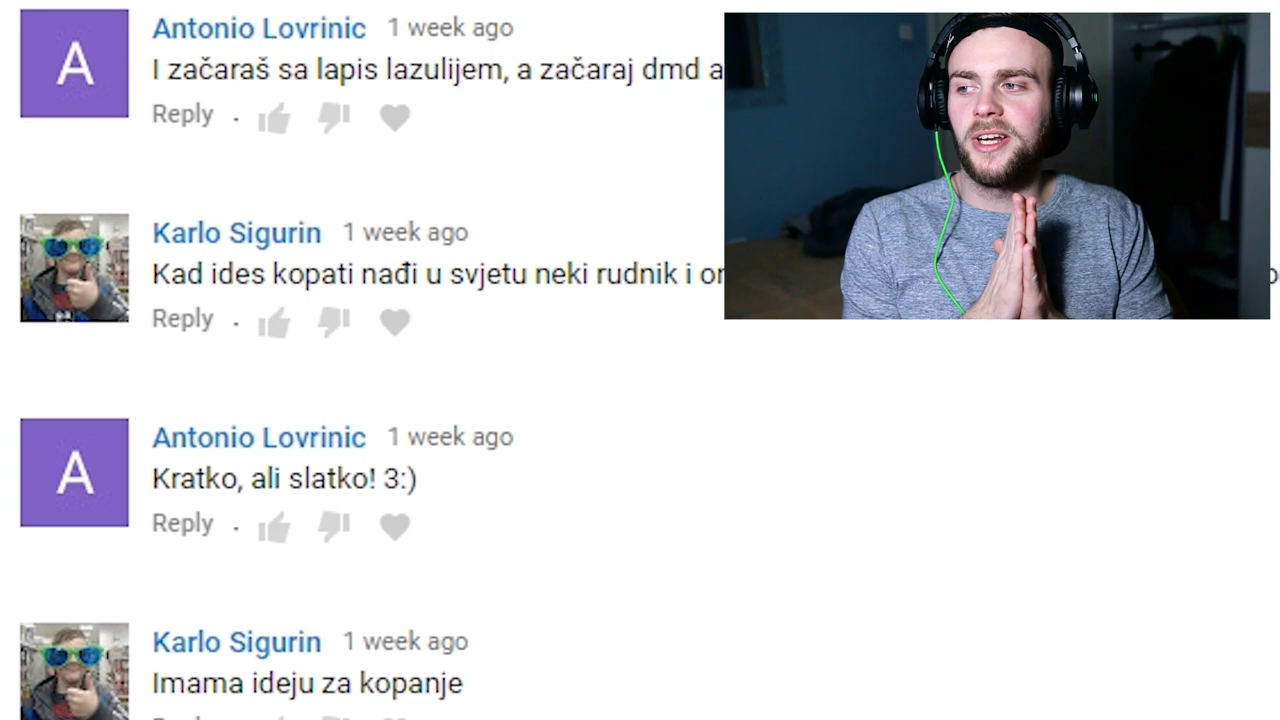 A
Antonio Lovrinic 1 week ago
I začaraš sa lapis lazulijem, a začaraj dmd a
Reply .
Karlo Sigurin 1 week ago
Kad ides kopati nađi u svjetu neki rudnik i
Reply .
A
Antonio Lovrinic 1 week ago
Kratko, ali slatko! 3:)
Reply .
Karlo Sigurin 1 week ago
Imama ideju za kopanje